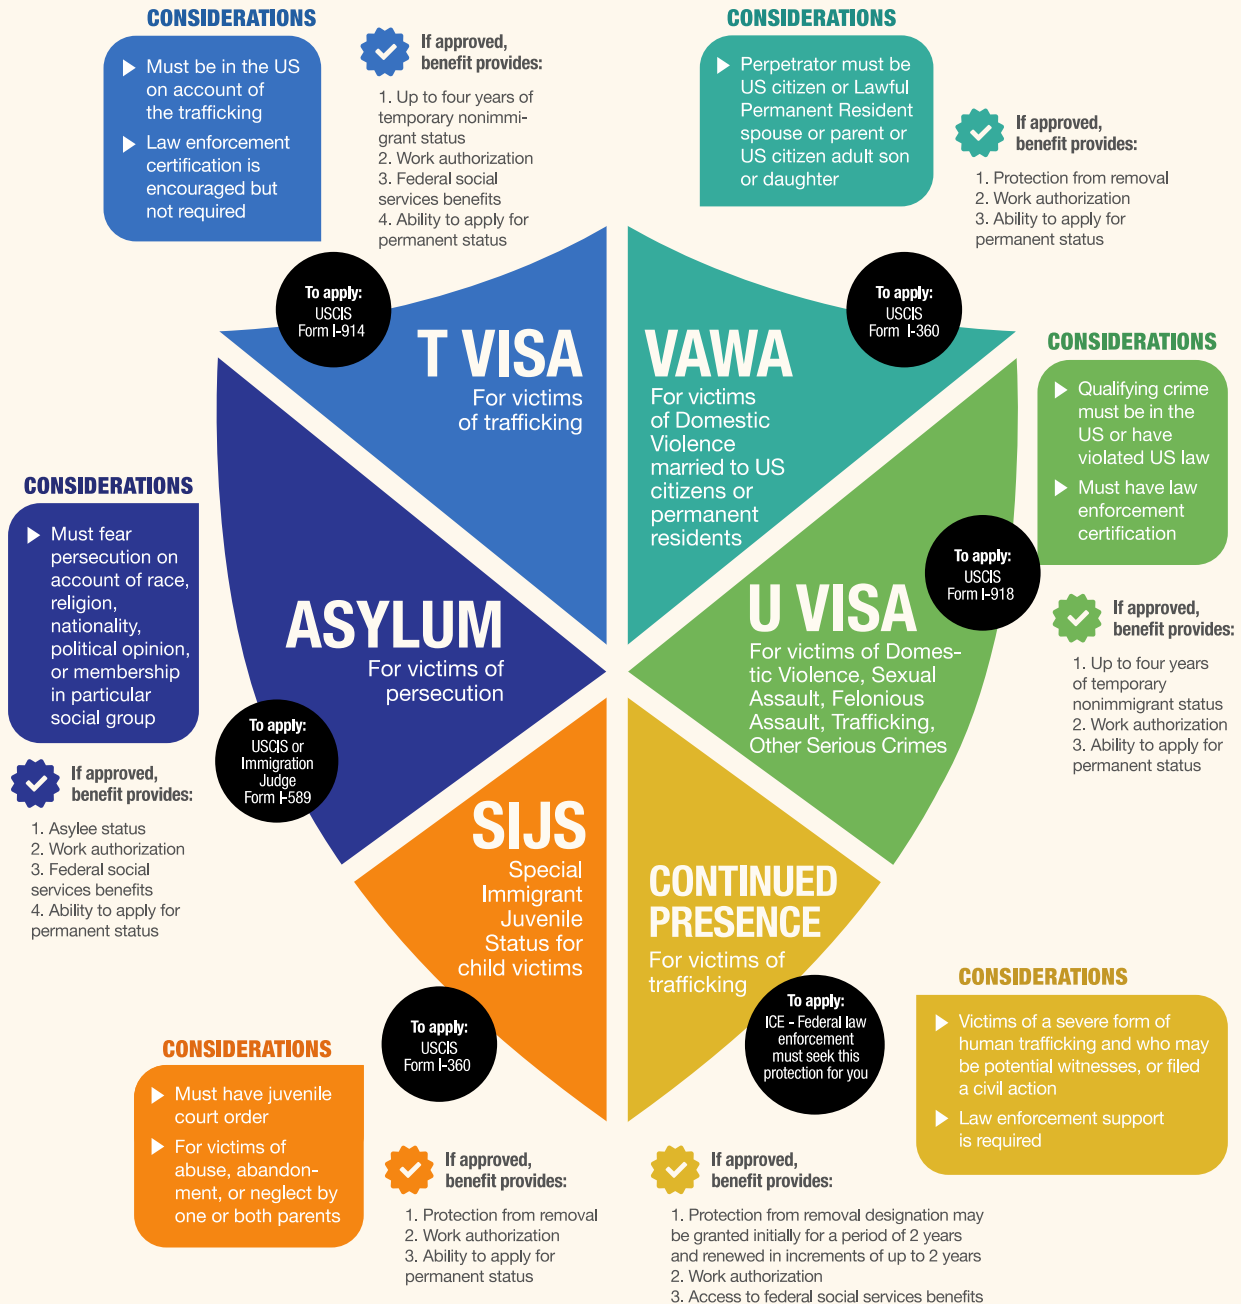 CONSIDERATIONS
Must be in the US
on account of
the trafficking
Law enforcement
certification is
encouraged but
not required
If approved,
benefit provides:
1. Up to four years of
temporary nonimmi-
grant status
2. Work authorization
3. Federal social
services benefits
4. Ability to apply for
permanent status
To apply:
USCIS
Form I-914
T VISA
For victims
of trafficking
CONSIDERATIONS
Perpetrator must be
US citizen or Lawful
Permanent Resident
spouse or parent or
US citizen adult son
or daughter
If approved,
benefit provides:
1. Protection from removal
2. Work authorization
3. Ability to apply for
permanent status
To apply:
USCIS
Form I-360
VAWA
For victims
of Domestic
Violence
married to US
citizens or
permanent
residents
CONSIDERATIONS
Qualifying crime
must be in the
US or have
violated US law
Must have law
enforcement
certification
To apply:
USCIS
Form I-918
U VISA
For victims of Domes-
tic Violence, Sexual
Assault, Felonious
Assault, Trafficking,
Other Serious Crimes
If approved,
benefit provides:
1. Up to four years
of temporary
nonimmigrant status
2. Work authorization
3. Ability to apply for
permanent status
CONSIDERATIONS
Must fear
persecution on
account of race,
religion,
nationality,
political opinion,
or membership
in particular
social group
ASYLUM
For victims of
persecution
To apply:
USCIS or
Immigration
Judge
Form I-589
If approved,
benefit provides:
1. Asylee status
2. Work authorization
3. Federal social
services benefits
4. Ability to apply for
permanent status
SIJS
Special
Immigrant
Juvenile
Status for
child victims
To apply:
USCIS
Form I-360
CONSIDERATIONS
Must have juvenile
court order
For victims of
abuse, abandon-
ment, or neglect by
one or both parents
If approved,
benefit provides:
1. Protection from removal
2. Work authorization
3. Ability to apply for
permanent status
CONTINUED
PRESENCE
For victims of
trafficking
To apply:
ICE - Federal law
enforcement
must seek this
protection for you
CONSIDERATIONS
Victims of a severe form of
human trafficking and who may
be potential witnesses, or filed
a civil action
Law enforcement support
is required
If approved,
benefit provides:
1. Protection from removal designation may
be granted initially for a period of 2 years
and renewed in increments of up to 2 years
2. Work authorization
3. Access to federal social services benefits